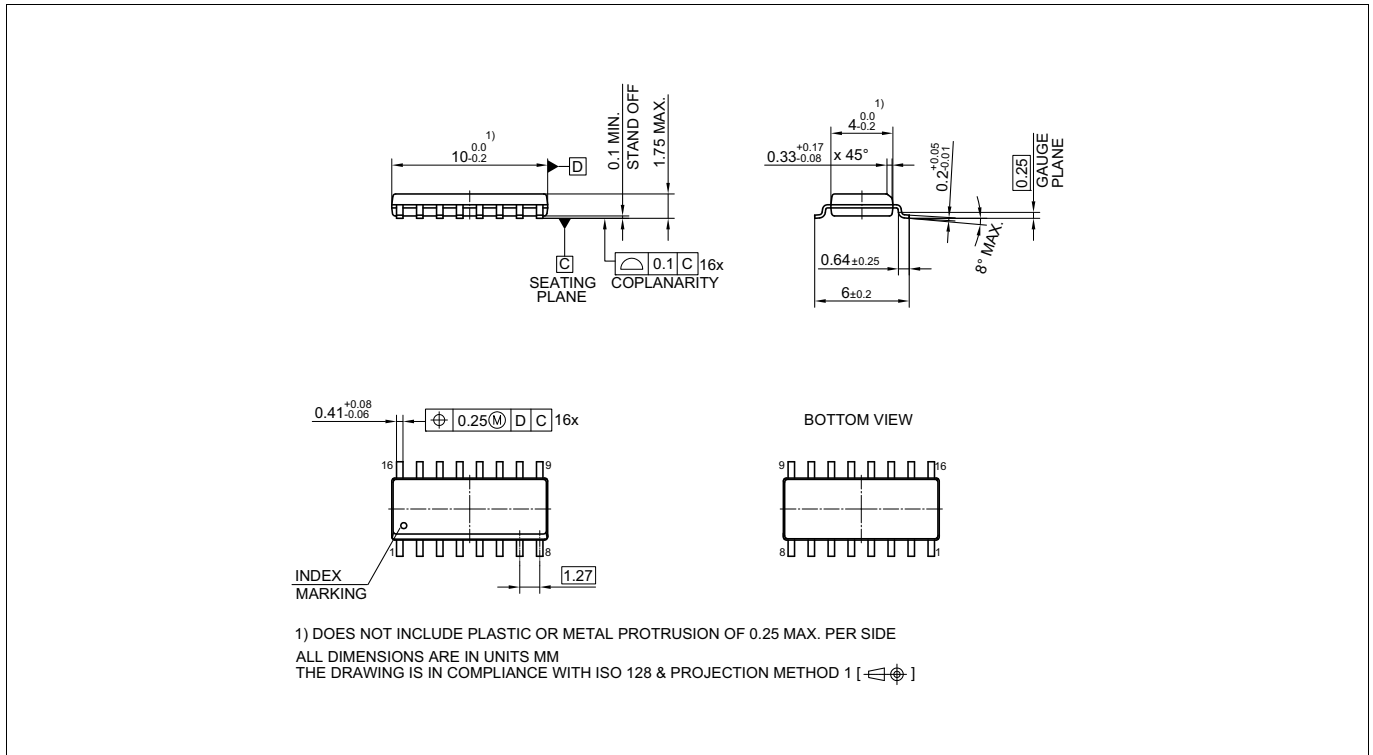 10 0.0 -0.2 1)
D
0.1 MIN.
STAND OFF
1.75 MAX.
C
SEATING
PLANE
0.1 C 16x
COPLANARITY
4 0.0 -0.2 1)
0.33 +0.17 -0.08 x 45°
0.2 +0.05 -0.01
0.25
GAUGE
PLANE
8° MAX.
0.64±0.25
6±0.2
0.41 +0.08 -0.06
⌖ 0.25Ⓜ D C 16x
16 9
1 8
INDEX
MARKING
1.27
BOTTOM VIEW
9 16
8 1
1) DOES NOT INCLUDE PLASTIC OR METAL PROTRUSION OF 0.25 MAX. PER SIDE
ALL DIMENSIONS ARE IN UNITS MM
THE DRAWING IS IN COMPLIANCE WITH ISO 128 & PROJECTION METHOD 1 [ ]